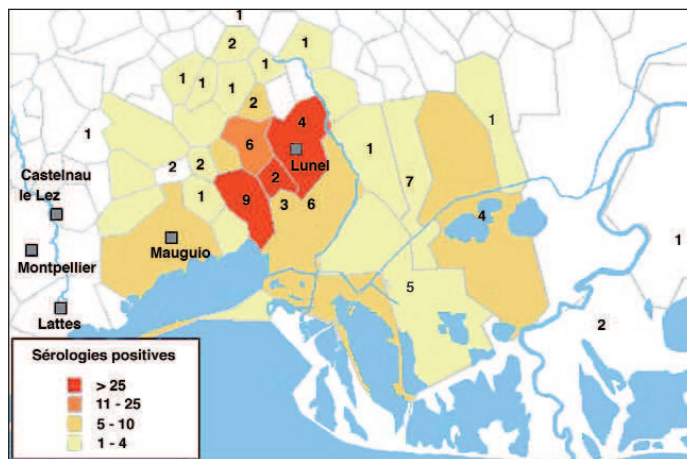 1
2
1
1
1
1
1
1
2
4
6
1
2
2
Lunel
1
1
2
7
Castelnau
le Lez
1
9
3
6
4
Mauguio
1
Montpellier
5
Lattes
2
Sérologies positives
> 25
11 - 25
5 - 10
1 - 4